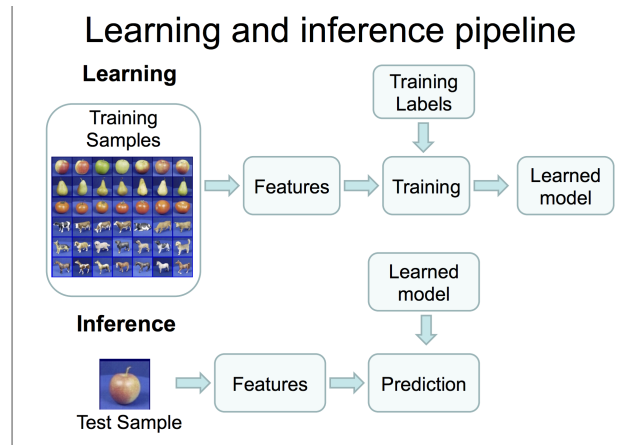 Learning and inference pipeline
Learning
Training
Samples
Training
Labels
Features
Training
Learned
model
Inference
Learned
model
Test Sample
Features
Prediction